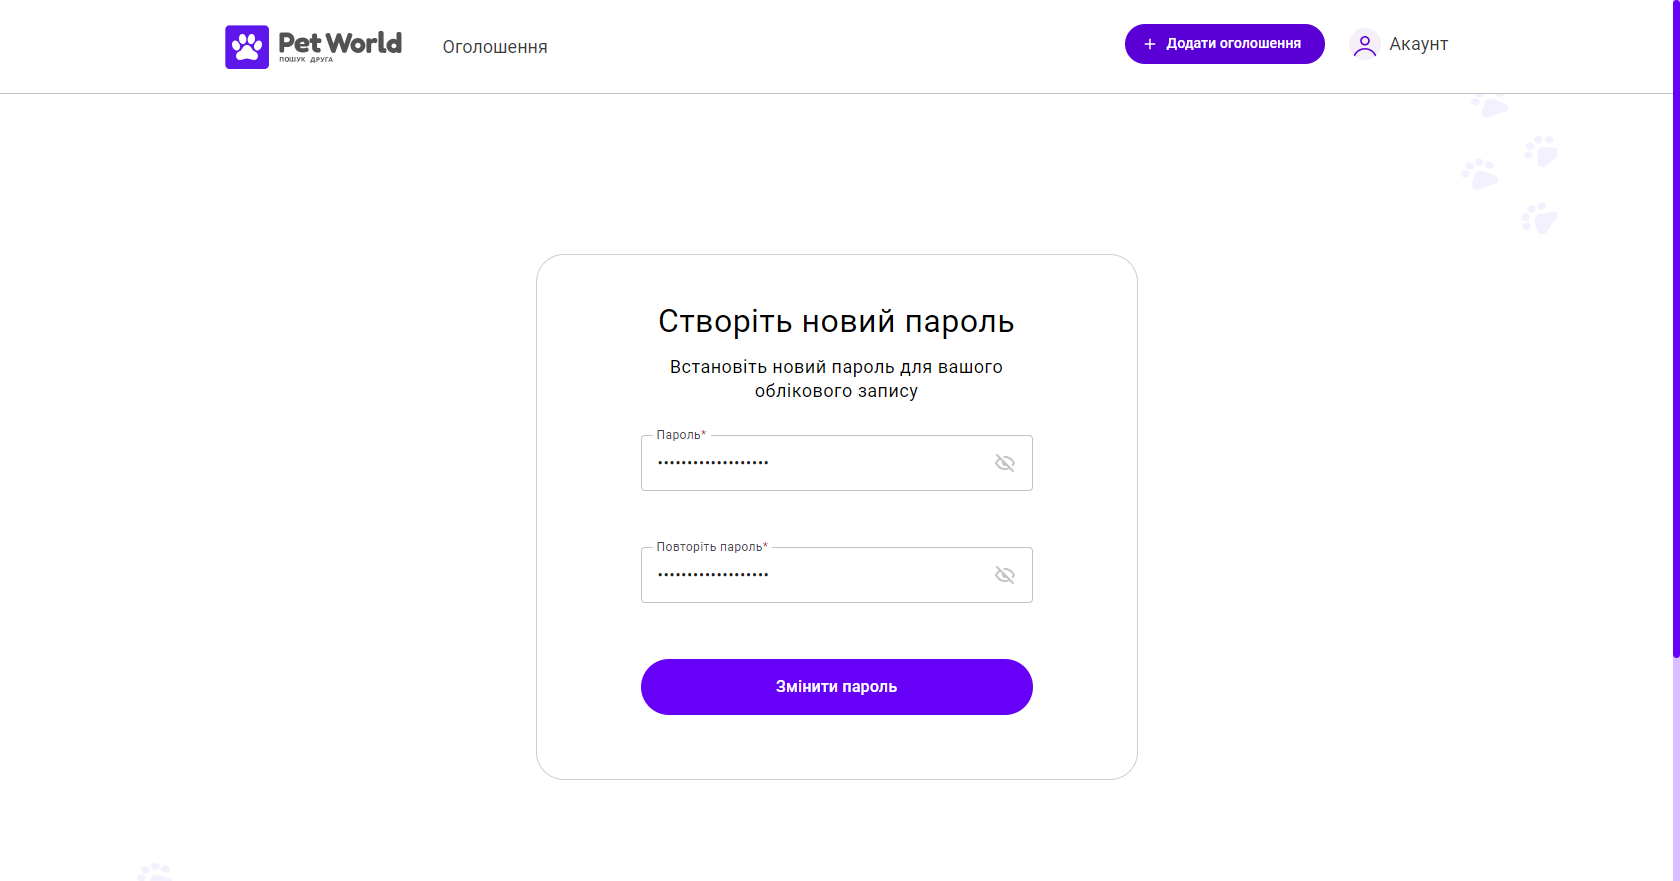 Pet World
ПОШУК ДРУГА
Оголошення
+ Додати оголошення
Акаунт
Створіть новий пароль
Встановіть новий пароль для вашого
облікового запису
Пароль*
•••••••••••••••••••
Повторіть пароль*
•••••••••••••••••••
Змінити пароль